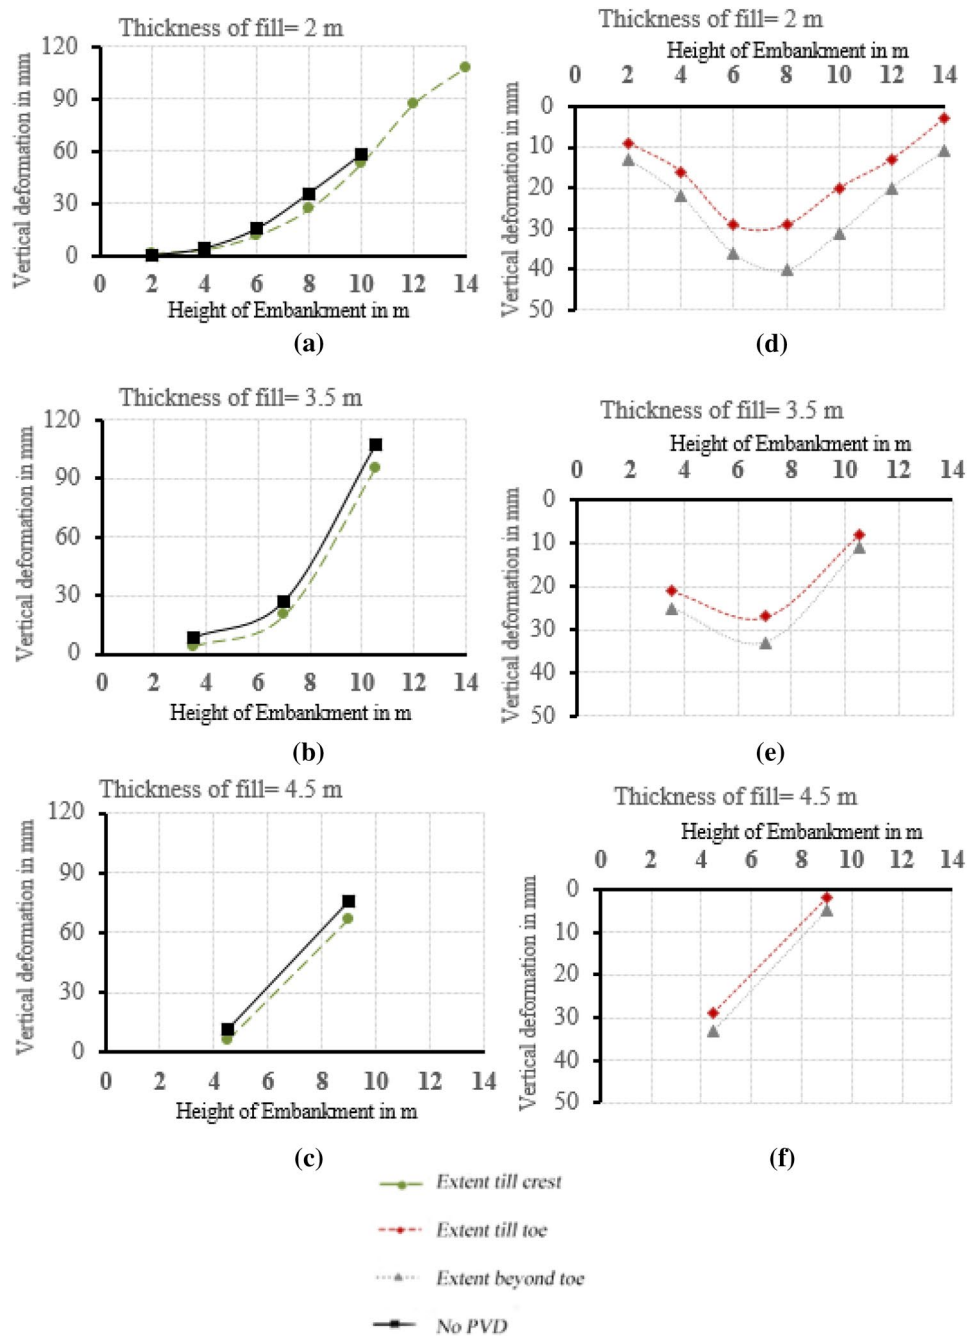 Thickness of fill= 2 m
120
90
60
30
0
Vertical deformation in mm
0 2 4 6 8 10 12 14
Height of Embankment in m
(a)
Thickness of fill= 2 m
Height of Embankment in m
0 2 4 6 8 10 12 14
0
10
20
30
40
50
Vertical deformation in mm
(d)
Thickness of fill= 3.5 m
120
90
60
30
0
Vertical deformation in mm
0 2 4 6 8 10 12 14
Height of Embankment in m
(b)
Thickness of fill= 3.5 m
Height of Embankment in m
0 2 4 6 8 10 12 14
0
10
20
30
40
50
Vertical deformation in mm
(e)
Thickness of fill= 4.5 m
120
90
60
30
0
Vertical deformation in mm
0 2 4 6 8 10 12 14
Height of Embankment in m
(c)
Thickness of fill= 4.5 m
Height of Embankment in m
0 2 4 6 8 10 12 14
0
10
20
30
40
50
Vertical deformation in mm
(f)
Extent till crest
Extent till toe
Extent beyond toe
No PVD